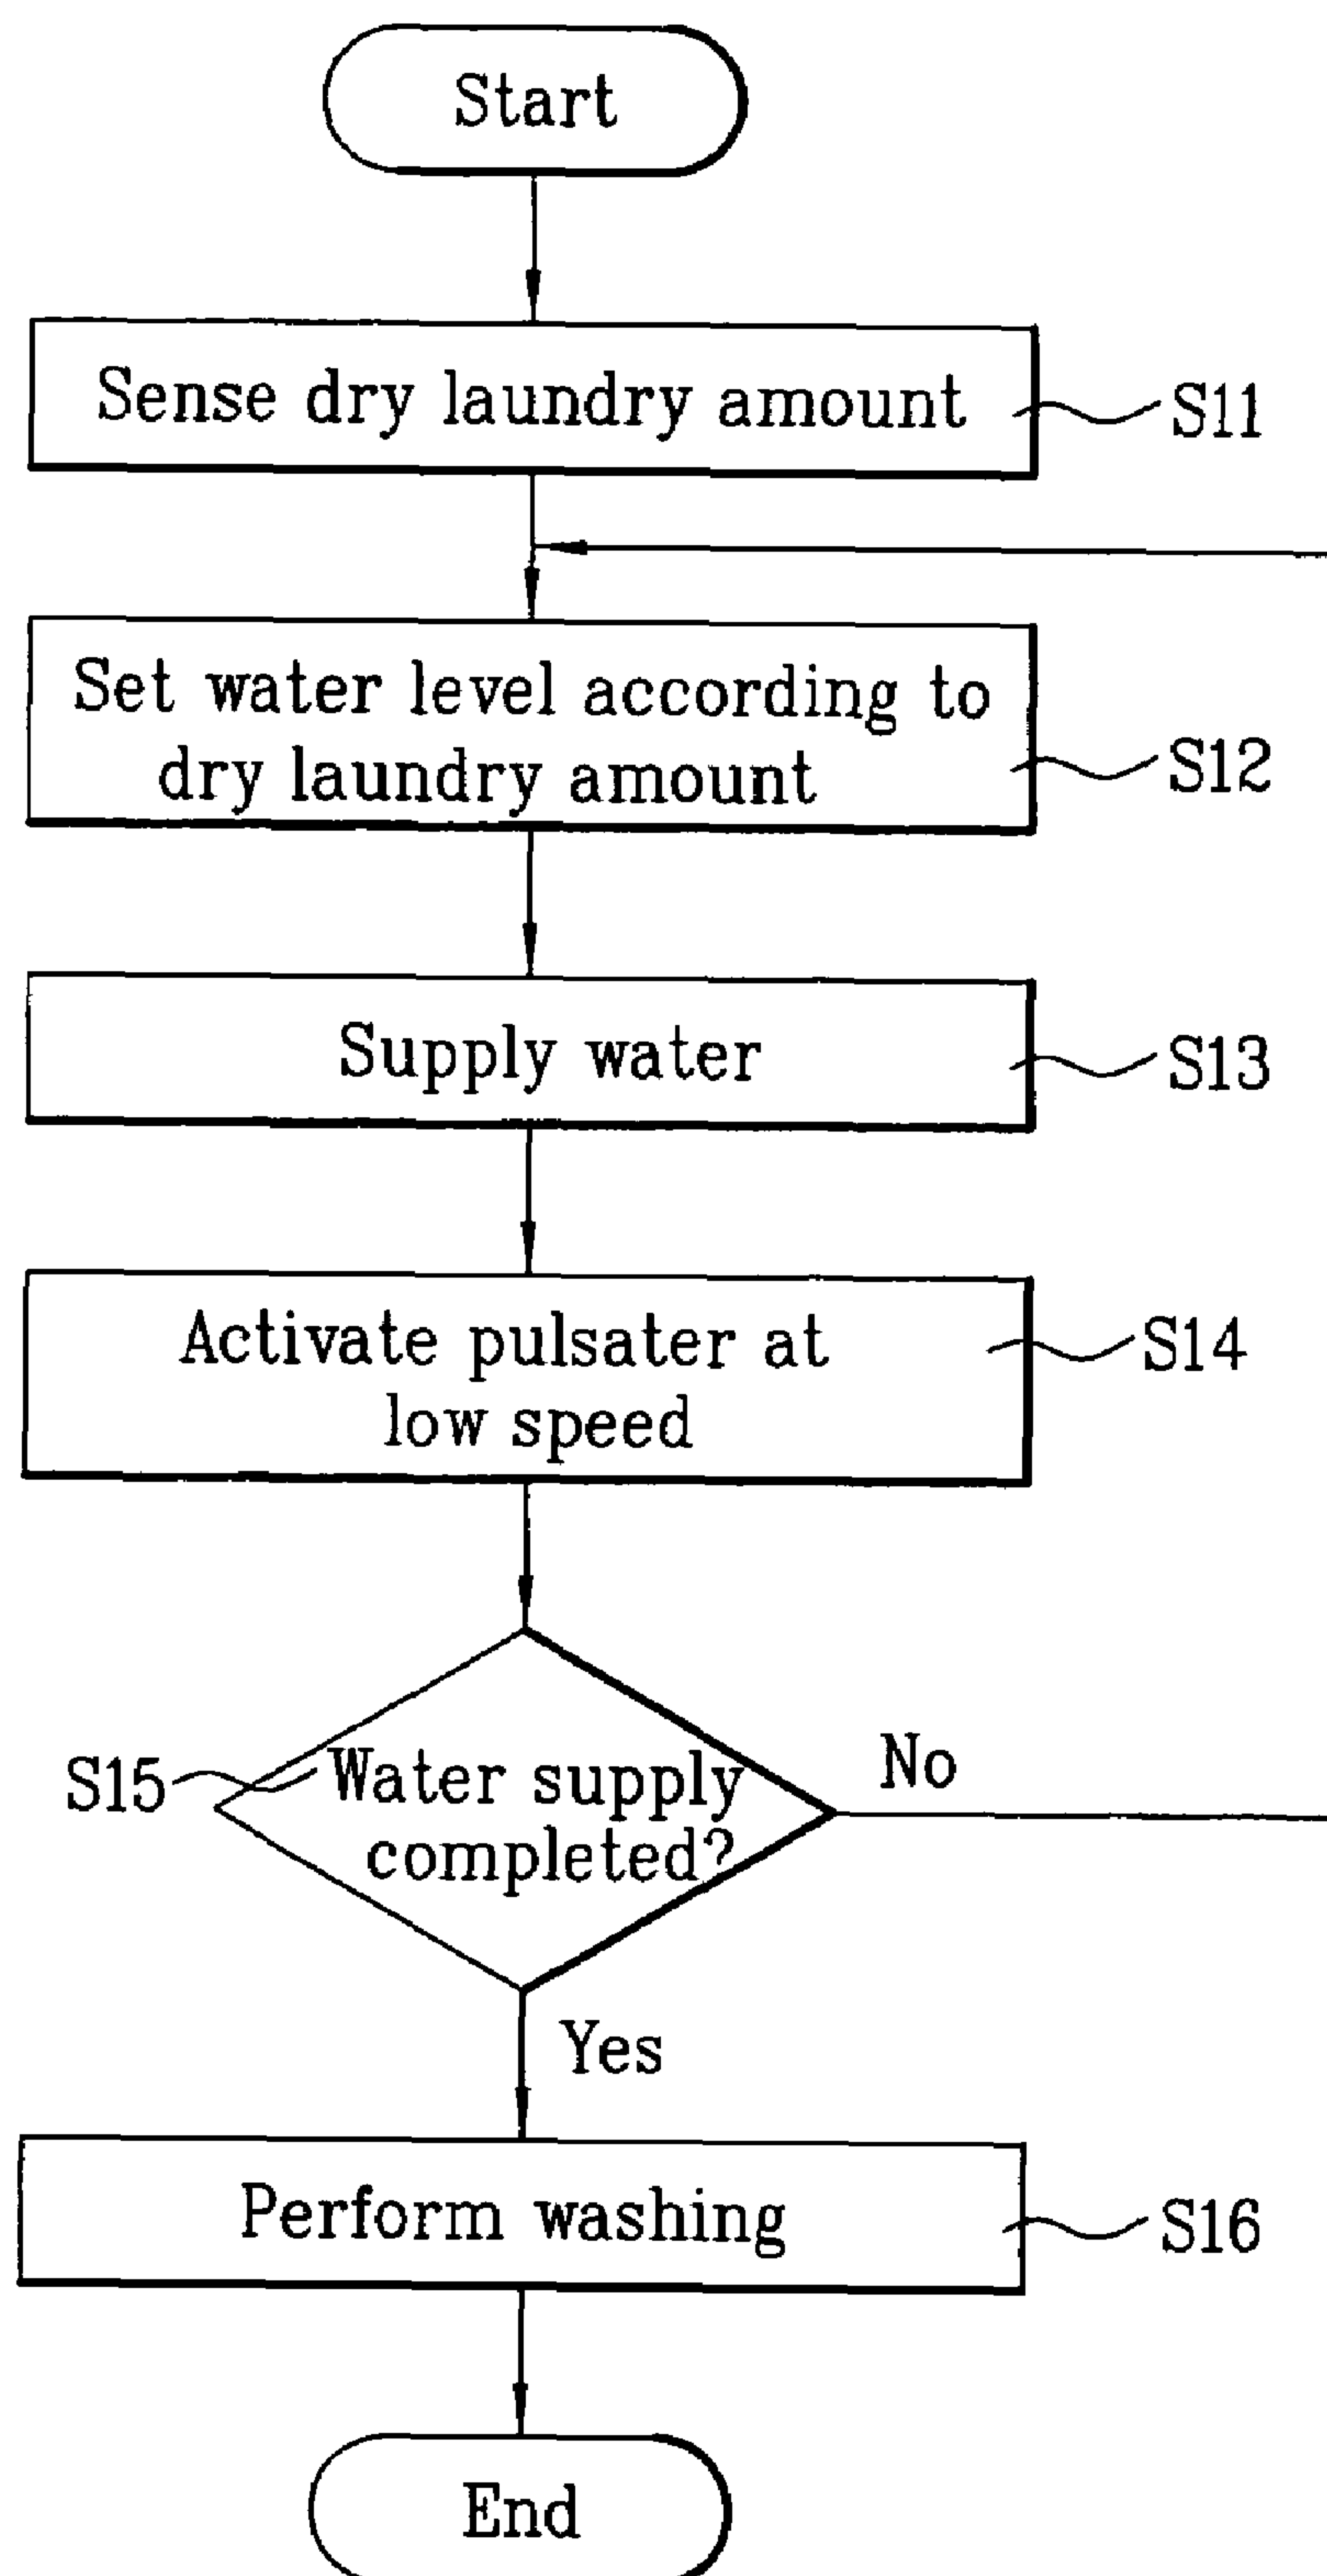 Start
Sense dry laundry amount
S11
Set water level according to
dry laundry amount
S12
Supply water
S13
Activate pulsater at
low speed
S14
S15
Water supply
completed?
No
Yes
Perform washing
S16
End